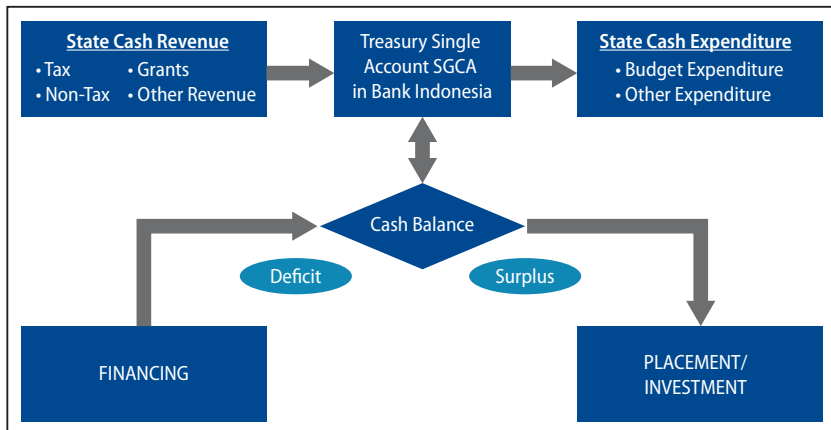 State Cash Revenue
• Tax • Grants
• Non-Tax • Other Revenue
Treasury Single
Account SGCA
in Bank Indonesia
State Cash Expenditure
• Budget Expenditure
• Other Expenditure
Cash Balance
Deficit
Surplus
FINANCING
PLACEMENT/
INVESTMENT